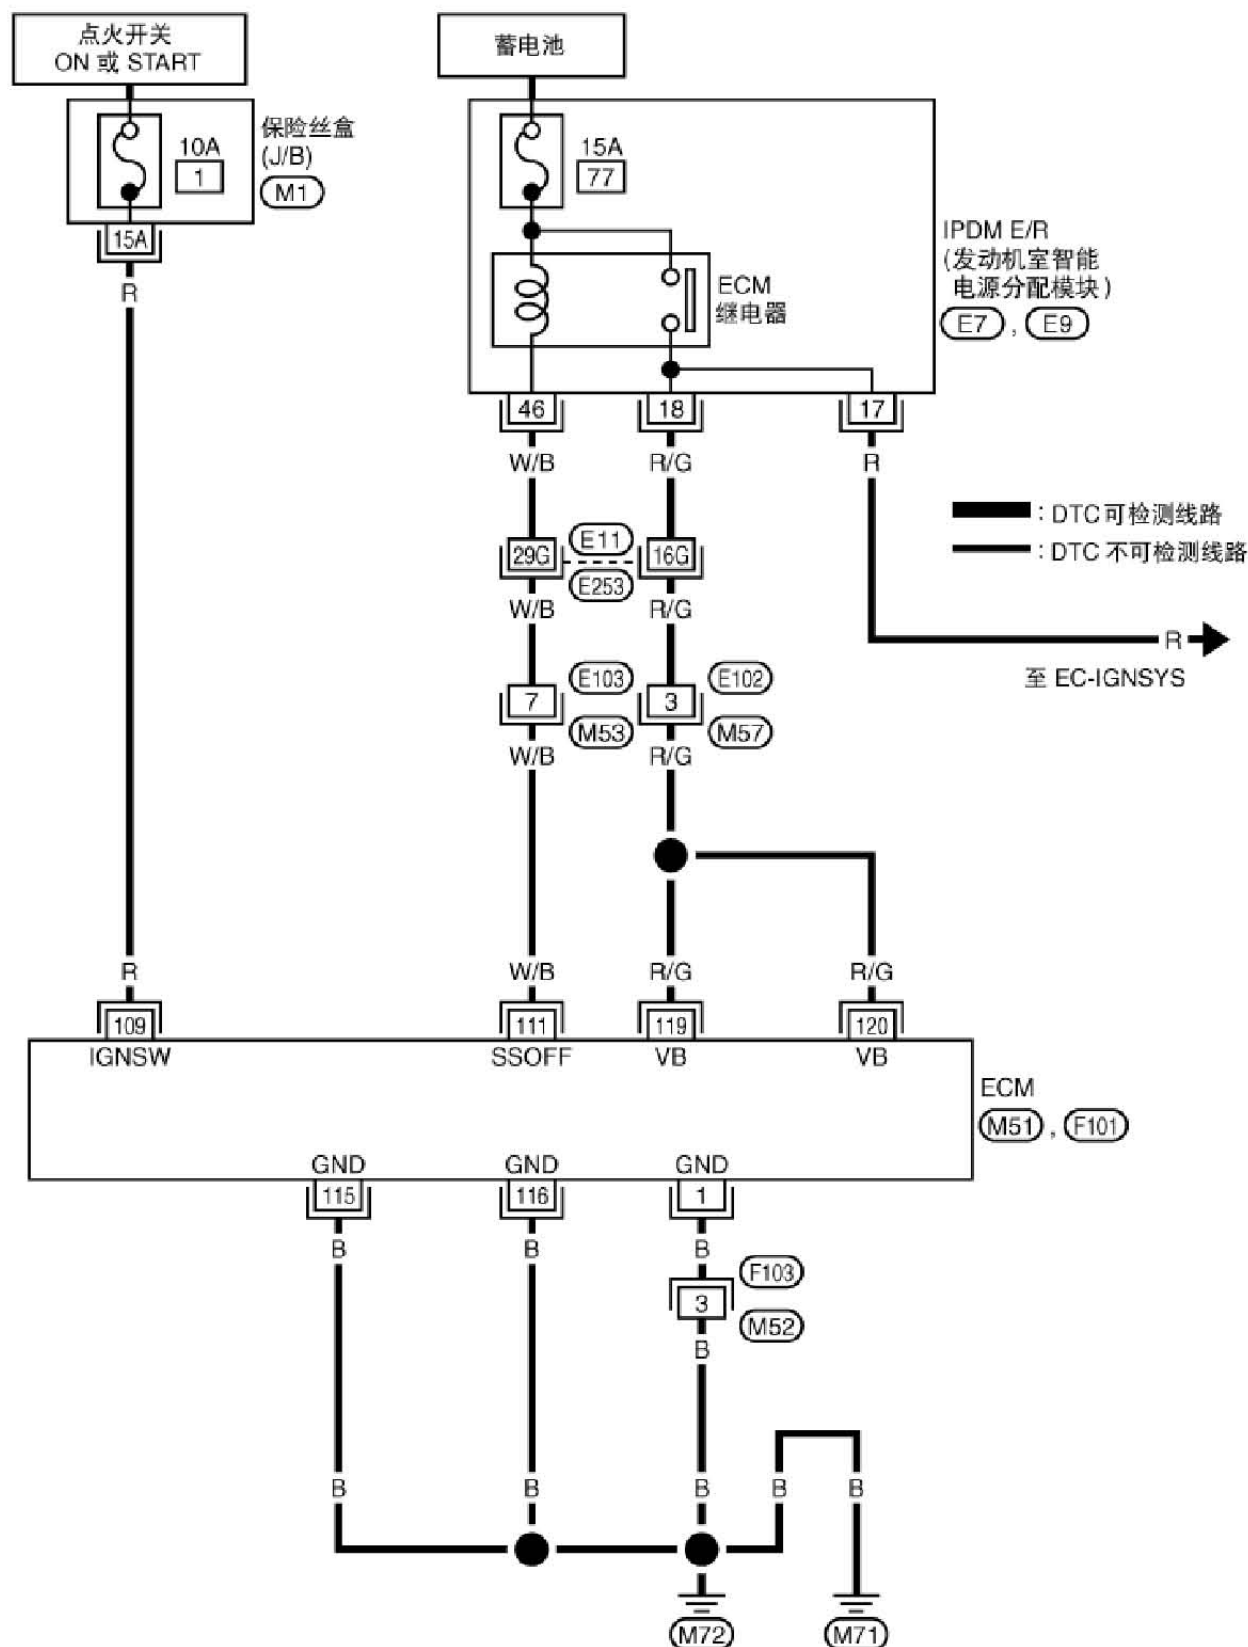 点火开关
ON 或 START
蓄电池
10A
1
保险丝盒
(J/B)
M1
15A
R
15A
77
ECM
继电器
IPDM E/R
(发动机室智能
电源分配模块)
E7 , E9
46
18
17
W/B
R/G
R
: DTC可检测线路
: DTC 不可检测线路
29G
E11
E253
16G
W/B
R/G
R
至 EC-IGNSYS
7
E103
M53
3
E102
M57
W/B
R/G
R
W/B
R/G
R/G
109
111
119
120
IGNSW
SSOFF
VB
VB
ECM
M51 , F101
GND
GND
GND
115
116
1
B
B
B
3
F103
M52
B
B
B
B
B
B
M72
M71